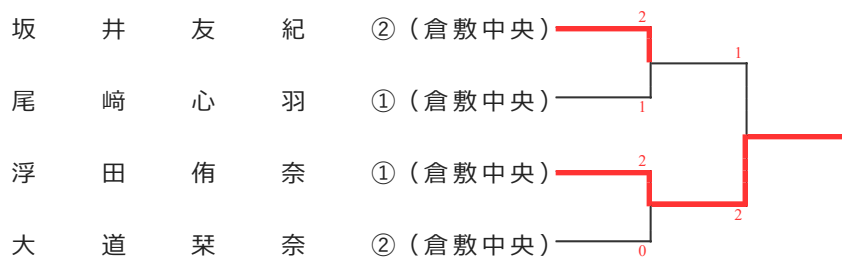 坂井友紀 ②（倉敷中央） 2
1
尾﨑心羽 ①（倉敷中央） 1
浮田侑奈 ①（倉敷中央） 2
2
大道栞奈 ②（倉敷中央） 0